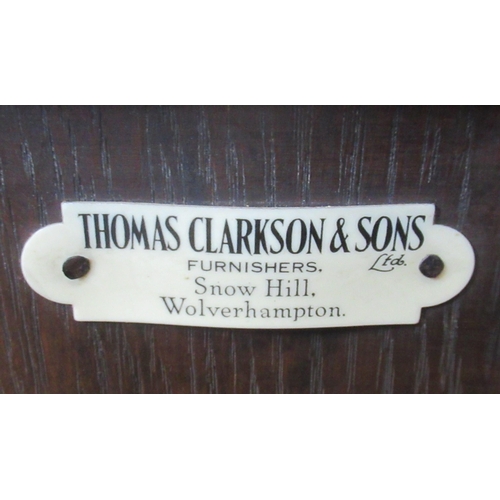 THOMAS CLARKSON & SONS
Ltd.
FURNISHERS.
Snow Hill,
Wolverhampton.